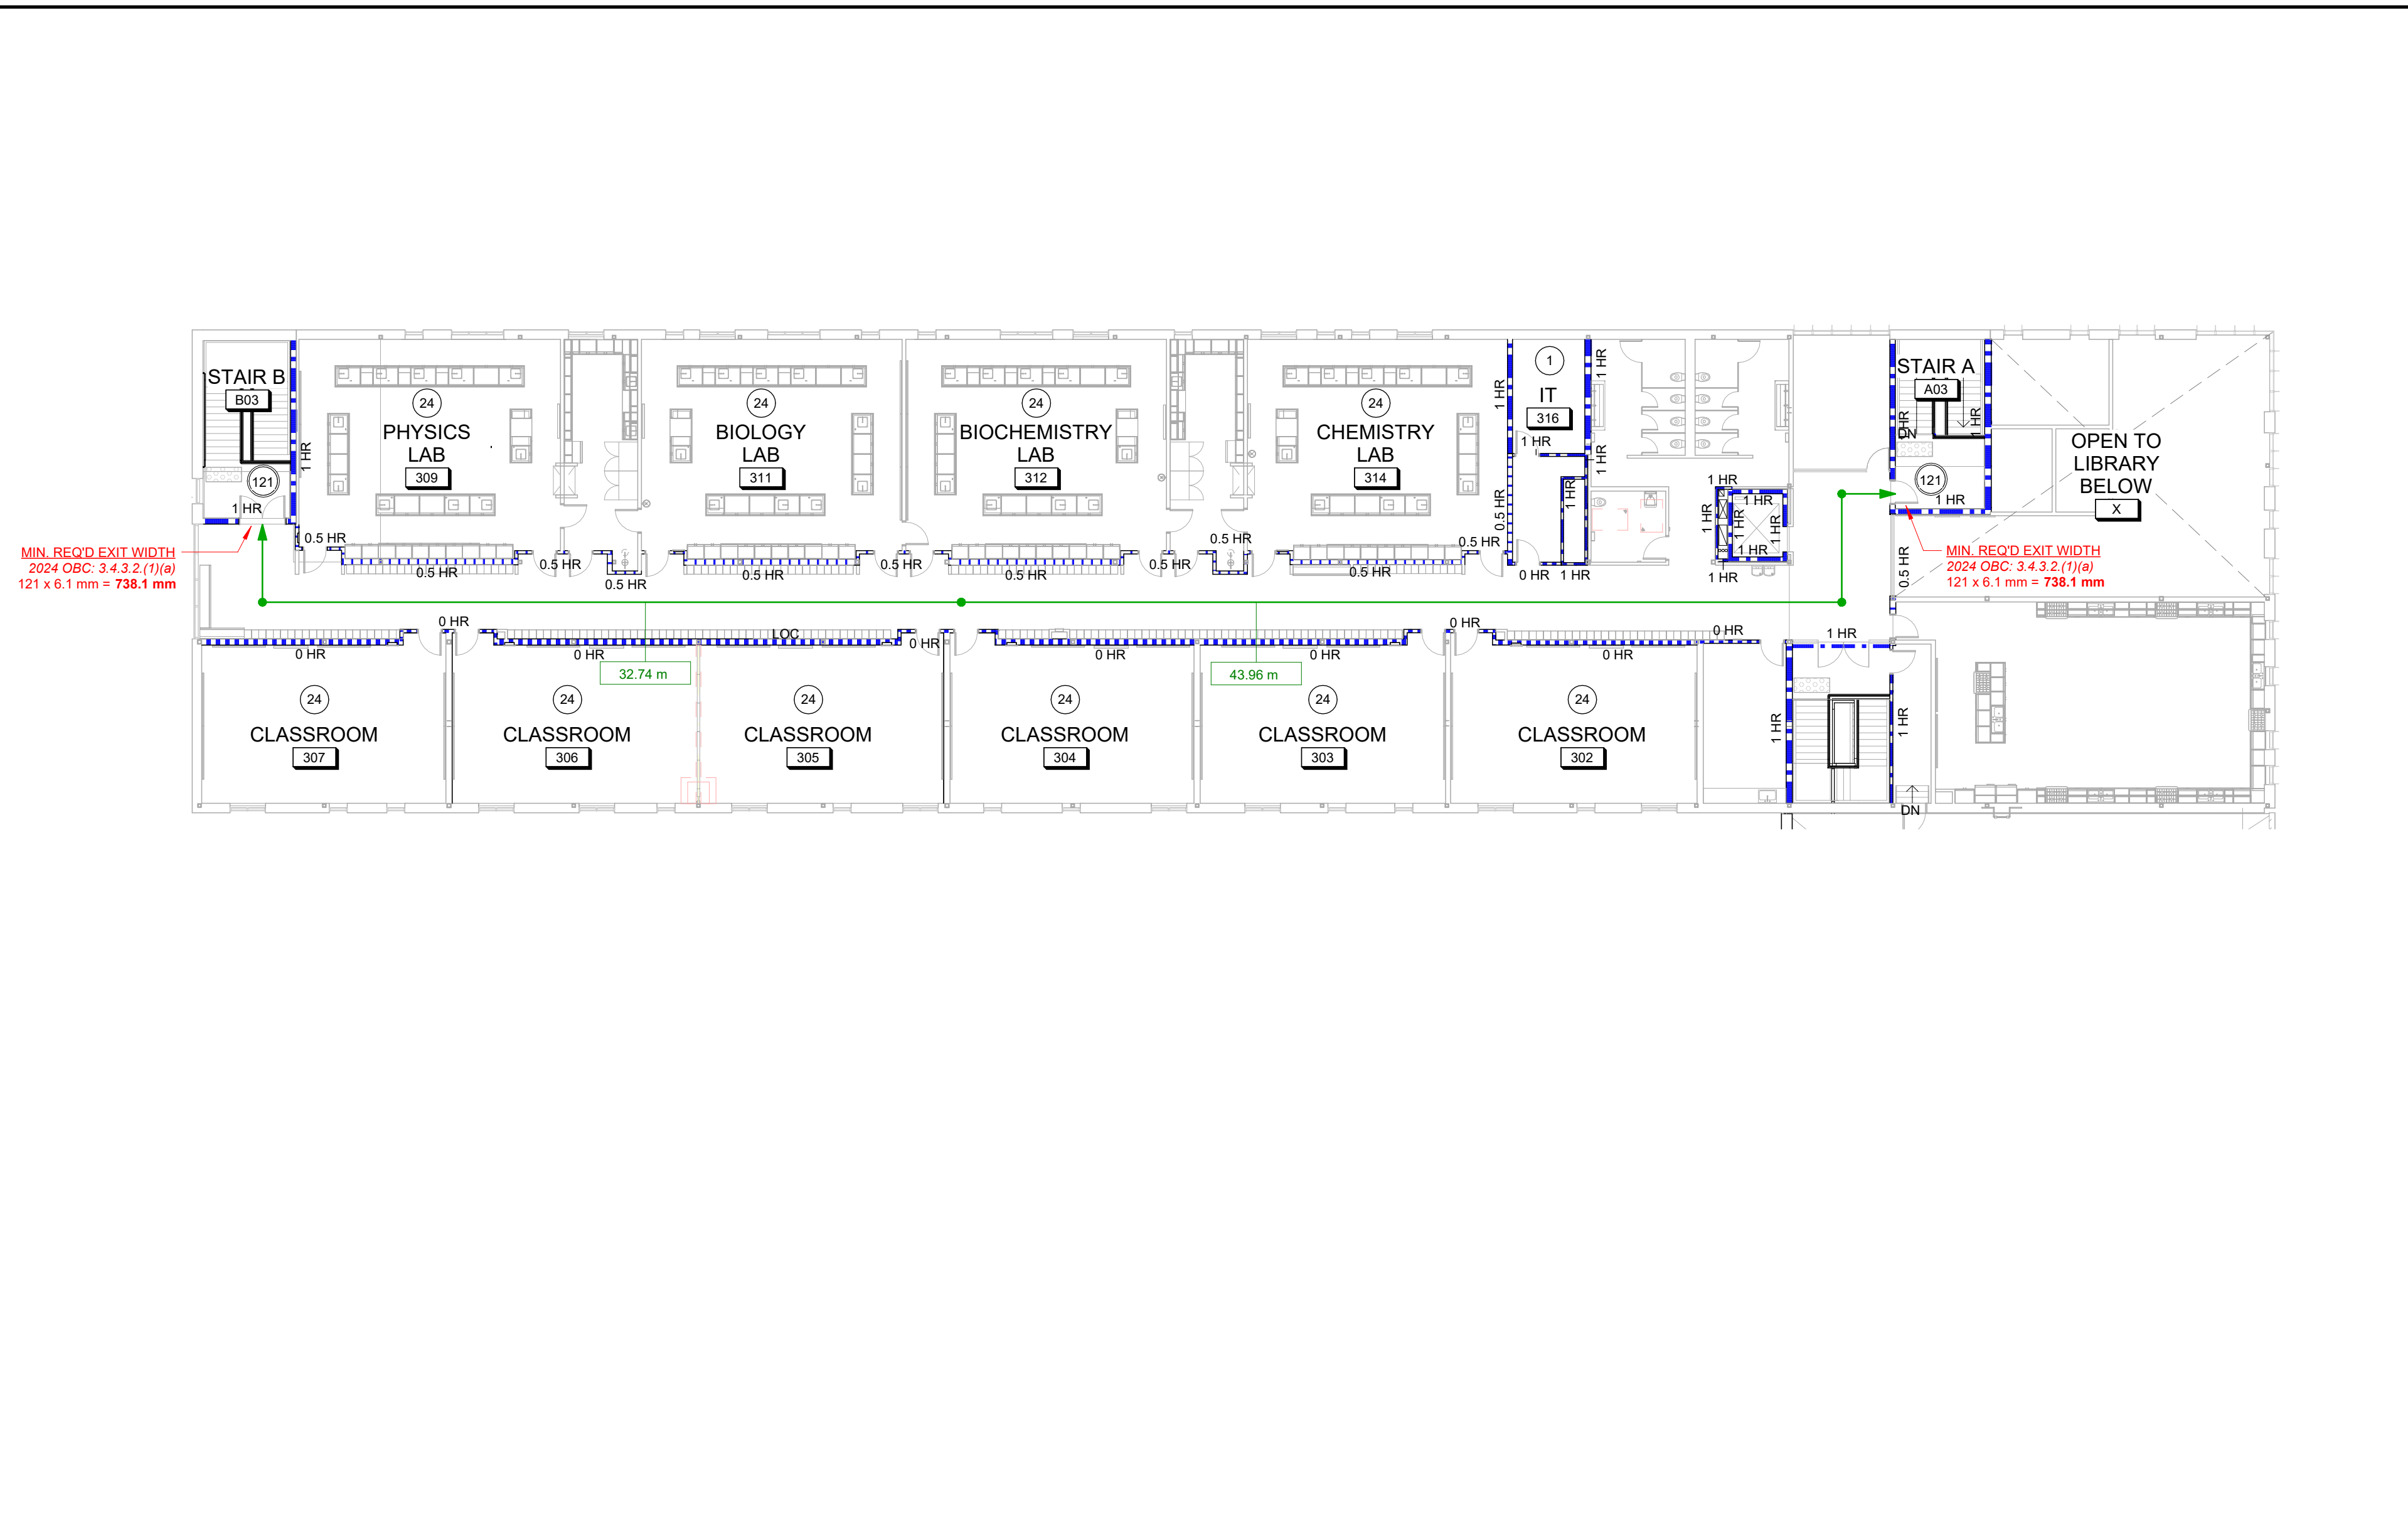 STAIR B
B03
121
1 HR
1 HR
MIN. REQ'D EXIT WIDTH
2024 OBC: 3.4.3.2.(1)(a)
121 x 6.1 mm = 738.1 mm
24
PHYSICS
LAB
309
0.5 HR
0.5 HR
0.5 HR
0.5 HR
24
BIOLOGY
LAB
311
0.5 HR
0.5 HR
24
BIOCHEMISTRY
LAB
312
0.5 HR
0.5 HR
0.5 HR
24
CHEMISTRY
LAB
314
0.5 HR
0.5 HR
1 HR
0.5 HR
1
IT
316
1 HR
1 HR
1 HR
1 HR
0 HR
1 HR
1 HR
1 HR
1 HR
1 HR
1 HR
1 HR
1 HR
STAIR A
A03
1 HR
DN
1 HR
121
1 HR
0.5 HR
OPEN TO
LIBRARY
BELOW
X
MIN. REQ'D EXIT WIDTH
2024 OBC: 3.4.3.2.(1)(a)
121 x 6.1 mm = 738.1 mm
0 HR
0 HR
0 HR
LOC
0 HR
0 HR
0 HR
0 HR
0 HR
0 HR
1 HR
32.74 m
43.96 m
24
CLASSROOM
307
24
CLASSROOM
306
24
CLASSROOM
305
24
CLASSROOM
304
24
CLASSROOM
303
24
CLASSROOM
302
1 HR
1 HR
DN